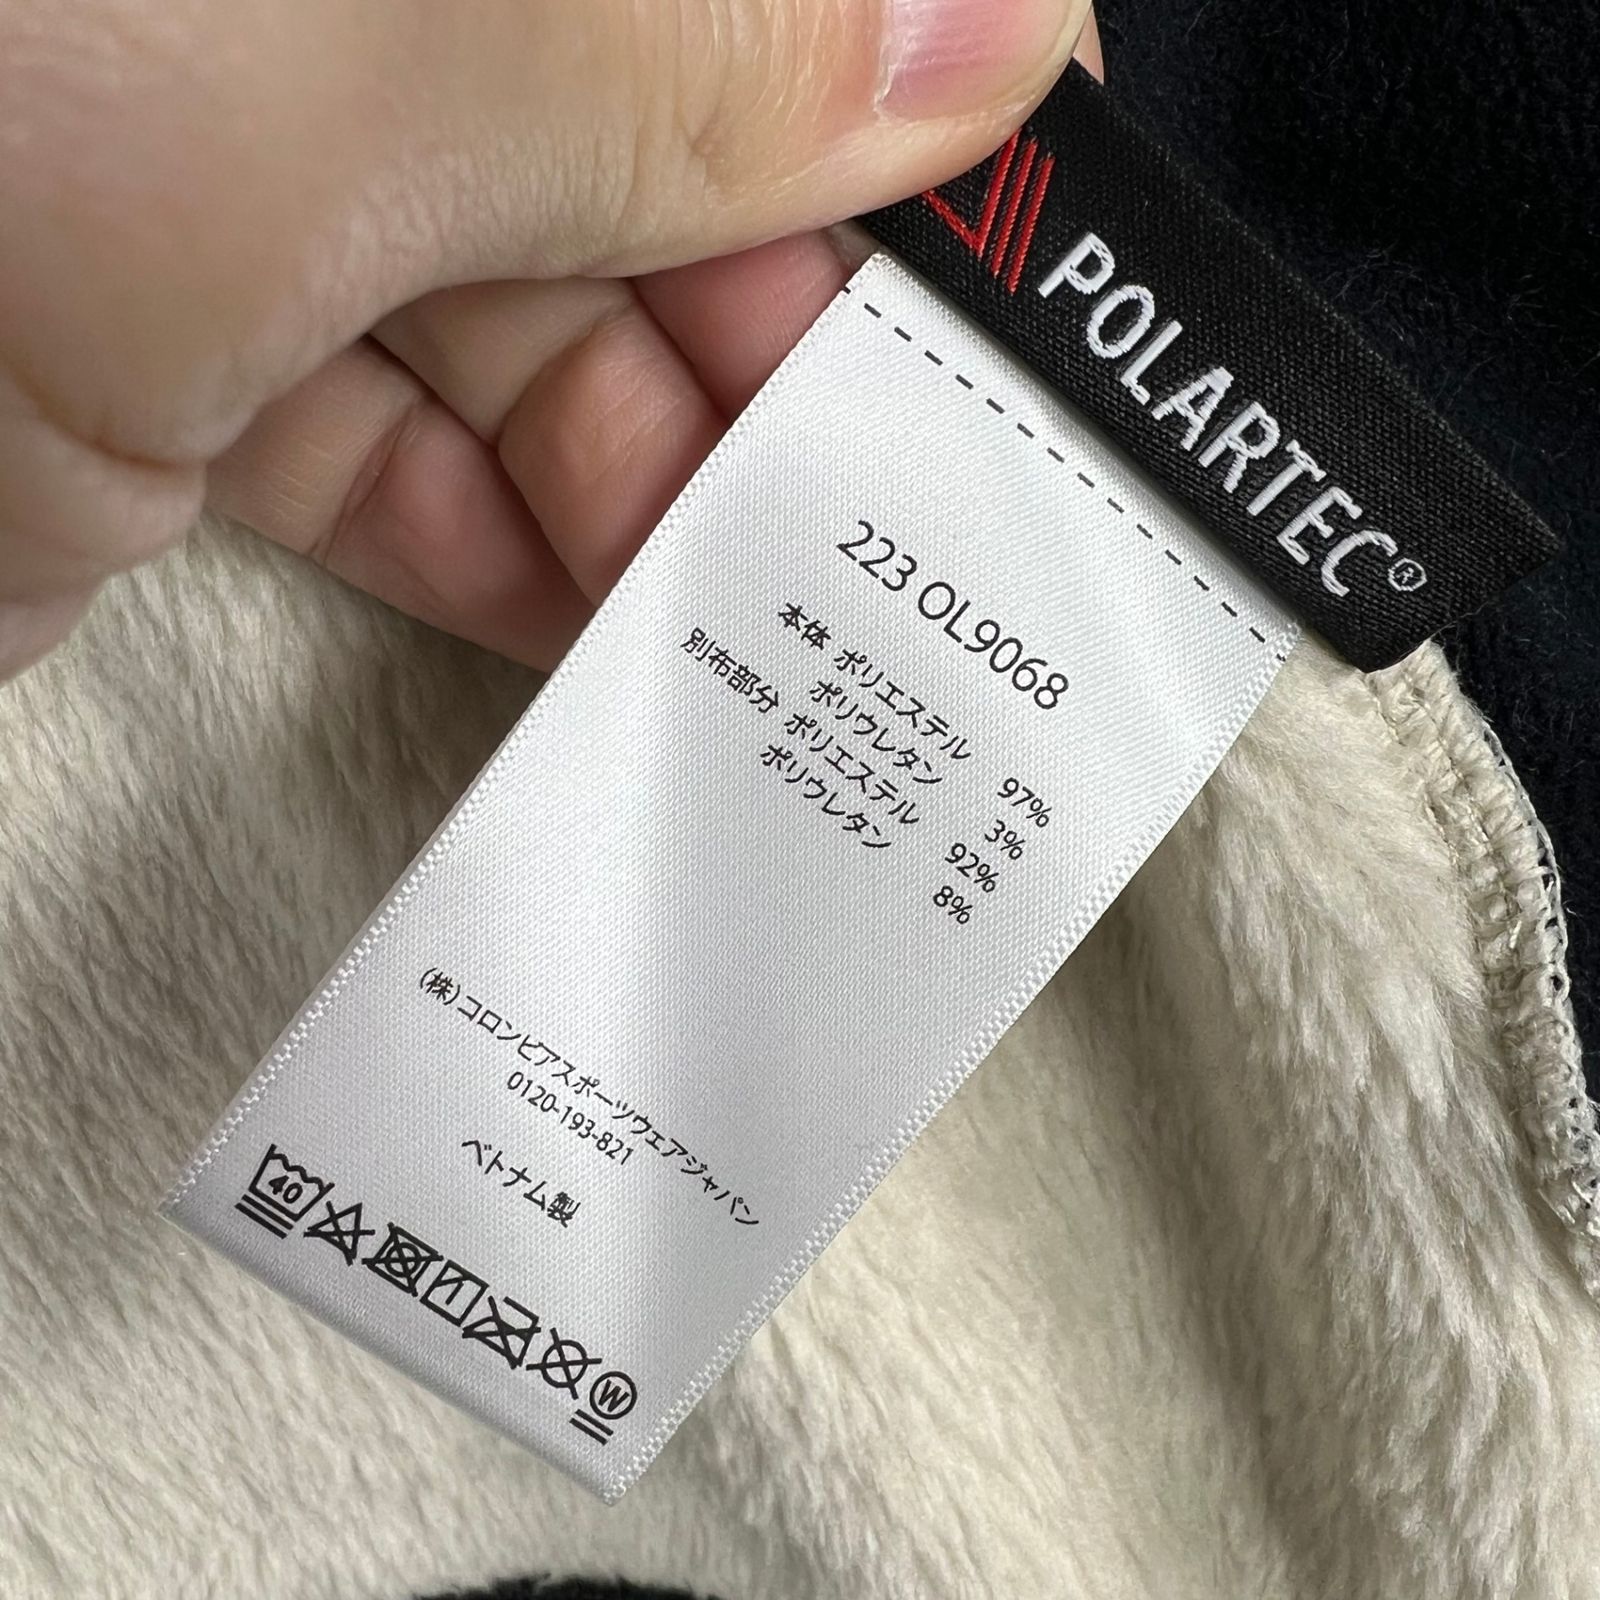 POLARTEC®
223 OL9068
本体 ポリエステル 97%
ポリウレタン 3%
別布部分 ポリエステル 92%
ポリウレタン 8%
(株)コロンビアスポーツウェアジャパン
0120-193-821
ベトナム製
40
W